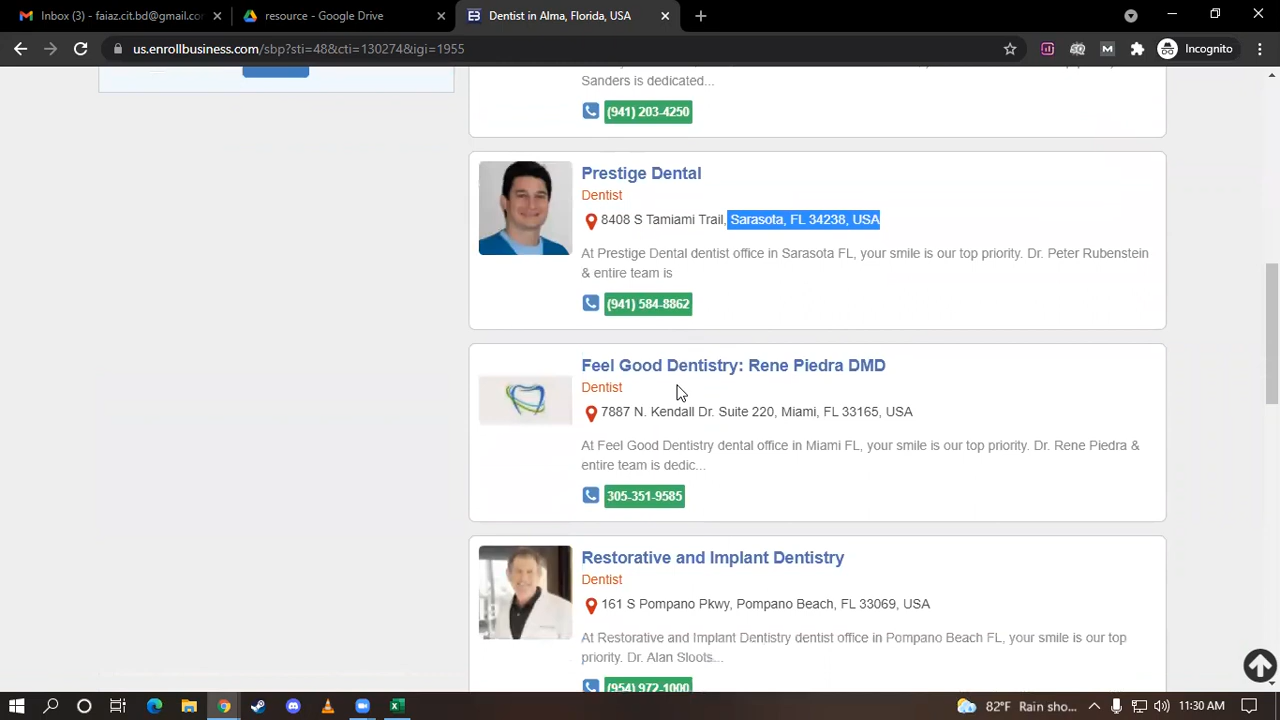 Inbox (3) - faiaz.cit.bd@gmail.co
resource - Google Drive
Dentist in Alma, Florida, USA
us.enrollbusiness.com/sbp?sti=48&cti=130274&igi=1955
Incognito
Sanders is dedicated...
(941) 203-4250
Prestige Dental
Dentist
8408 S Tamiami Trail, Sarasota, FL 34238, USA
At Prestige Dental dentist office in Sarasota FL, your smile is our top priority. Dr. Peter Rubenstein
& entire team is
(941) 584-8862
Feel Good Dentistry: Rene Piedra DMD
Dentist
7887 N. Kendall Dr. Suite 220, Miami, FL 33165, USA
At Feel Good Dentistry dental office in Miami FL, your smile is our top priority. Dr. Rene Piedra &
entire team is dedic...
305-351-9585
Restorative and Implant Dentistry
Dentist
161 S Pompano Pkwy, Pompano Beach, FL 33069, USA
At Restorative and Implant Dentistry dentist office in Pompano Beach FL, your smile is our top
priority. Dr. Alan Sloots...
(954) 972-1000
82°F Rain sho...
11:30 AM